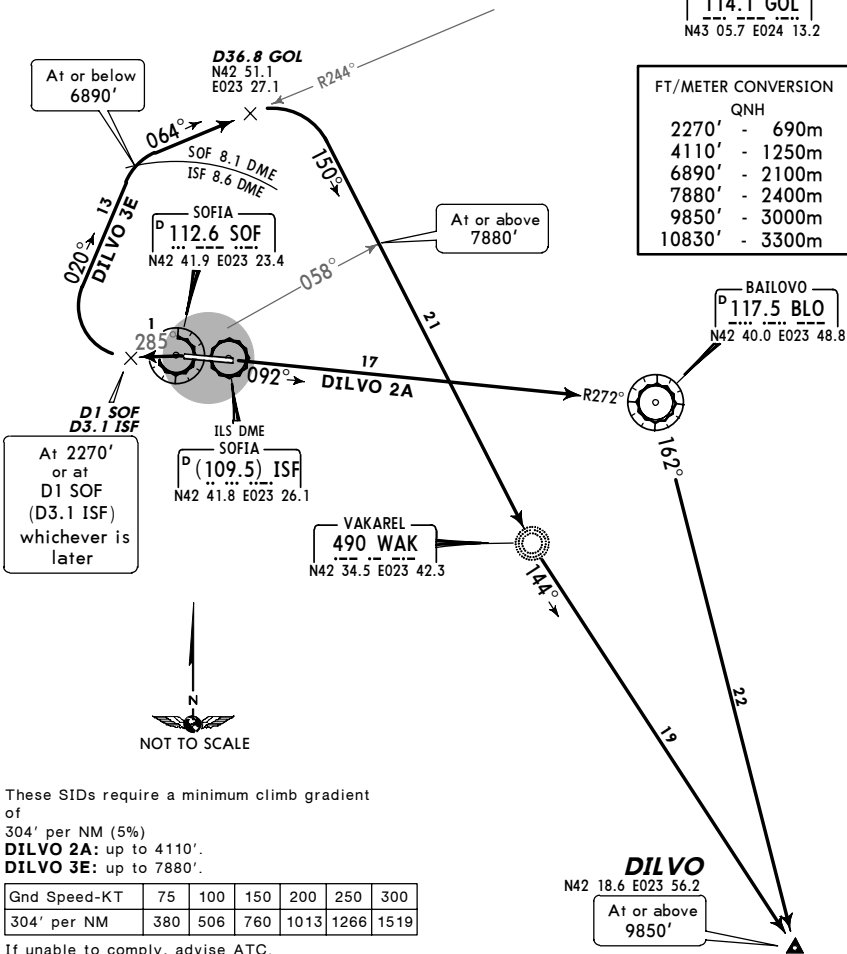 114.1 GOL
N43 05.7 E024 13.2
D36.8 GOL
N42 51.1
E023 27.1
R244°
At or below
6890'
064°
SOF 8.1 DME
ISF 8.6 DME
150°
FT/METER CONVERSION
QNH
2270' - 690m
4110' - 1250m
6890' - 2100m
7880' - 2400m
9850' - 3000m
10830' - 3300m
13
020°
DILVO 3E
SOFIA
D 112.6 SOF
N42 41.9 E023 23.4
At or above
7880'
058°
21
BAILOVO
D 117.5 BLO
N42 40.0 E023 48.8
1
285°
092°
17
DILVO 2A
R272°
D1 SOF
D3.1 ISF
At 2270'
or at
D1 SOF
(D3.1 ISF)
whichever is
later
ILS DME
SOFIA
D (109.5) ISF
N42 41.8 E023 26.1
162°
VAKAREL
490 WAK
N42 34.5 E023 42.3
144°
N
NOT TO SCALE
22
19
These SIDs require a minimum climb gradient
of
304' per NM (5%)
DILVO 2A: up to 4110'.
DILVO 3E: up to 7880'.
Gnd Speed-KT 75 100 150 200 250 300
304' per NM 380 506 760 1013 1266 1519
If unable to comply, advise ATC.
DILVO
N42 18.6 E023 56.2
At or above
9850'